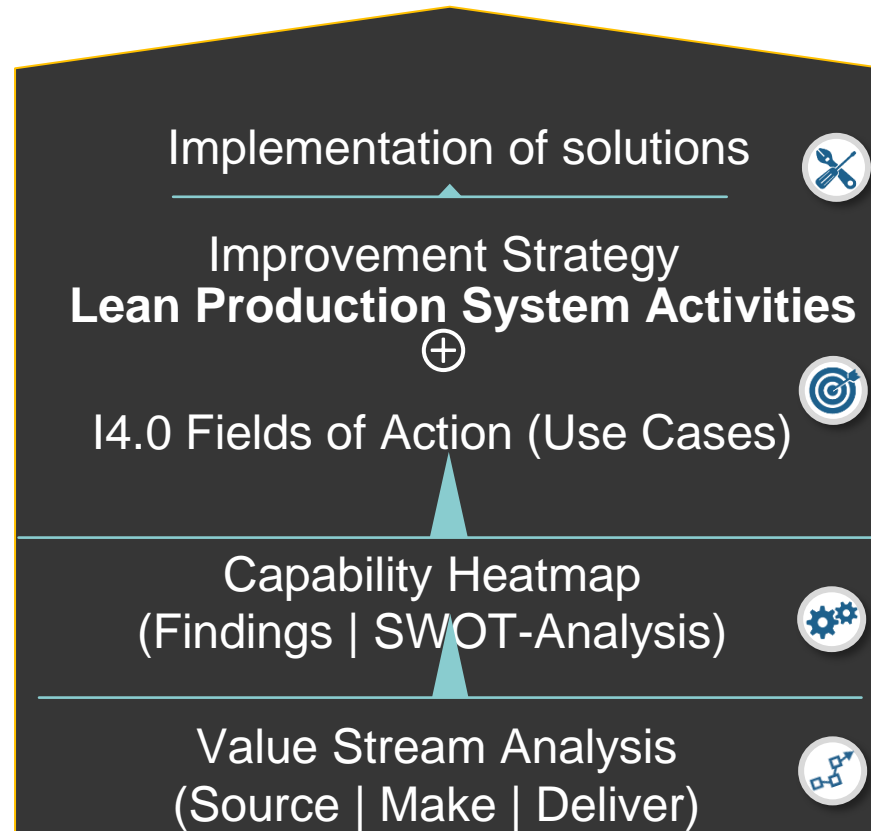 Implementation of solutions
Improvement Strategy
Lean Production System Activities
I4.0 Fields of Action (Use Cases)
Capability Heatmap
(Findings | SWOT-Analysis)
Value Stream Analysis
(Source | Make | Deliver)